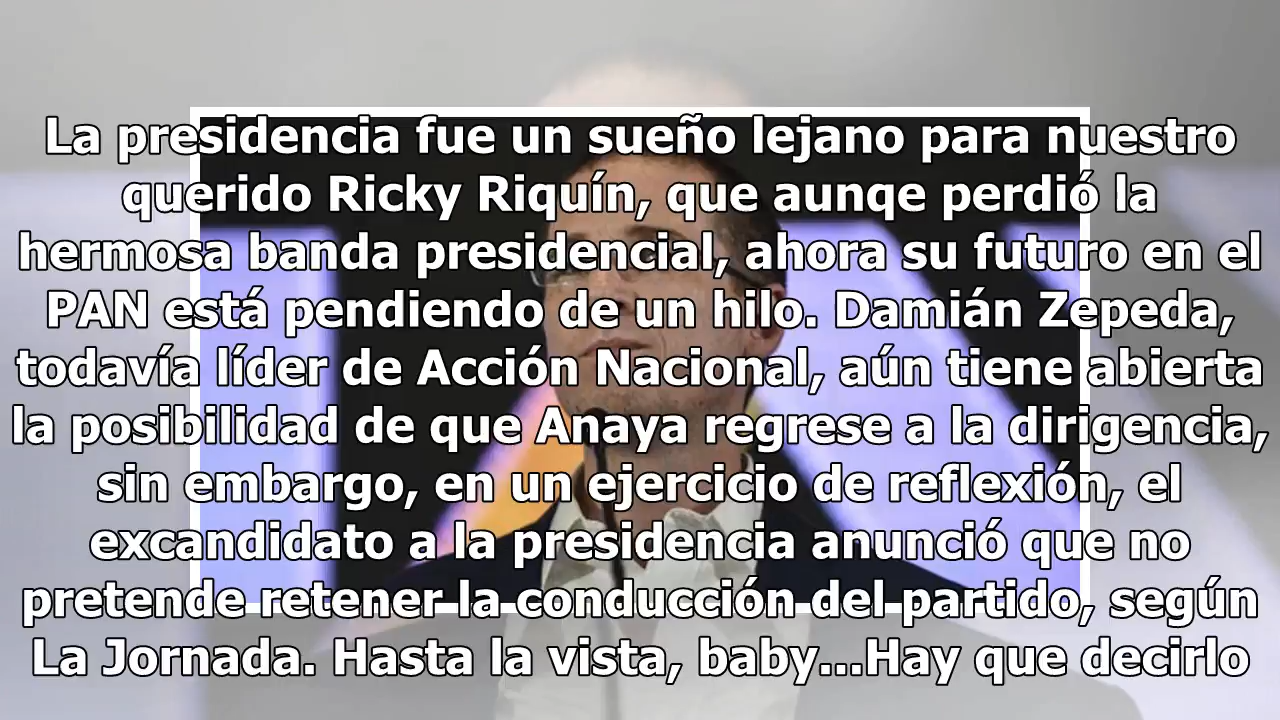 La presidencia fue un sueño lejano para nuestro
querido Ricky Riquín, que aunqe perdió la
hermosa banda presidencial, ahora su futuro en el
PAN está pendiendo de un hilo. Damián Zepeda,
todavía líder de Acción Nacional, aún tiene abierta
la posibilidad de que Anaya regrese a la dirigencia,
sin embargo, en un ejercicio de reflexión, el
excandidato a la presidencia anunció que no
pretende retener la conducción del partido, según
La Jornada. Hasta la vista, baby...Hay que decirlo